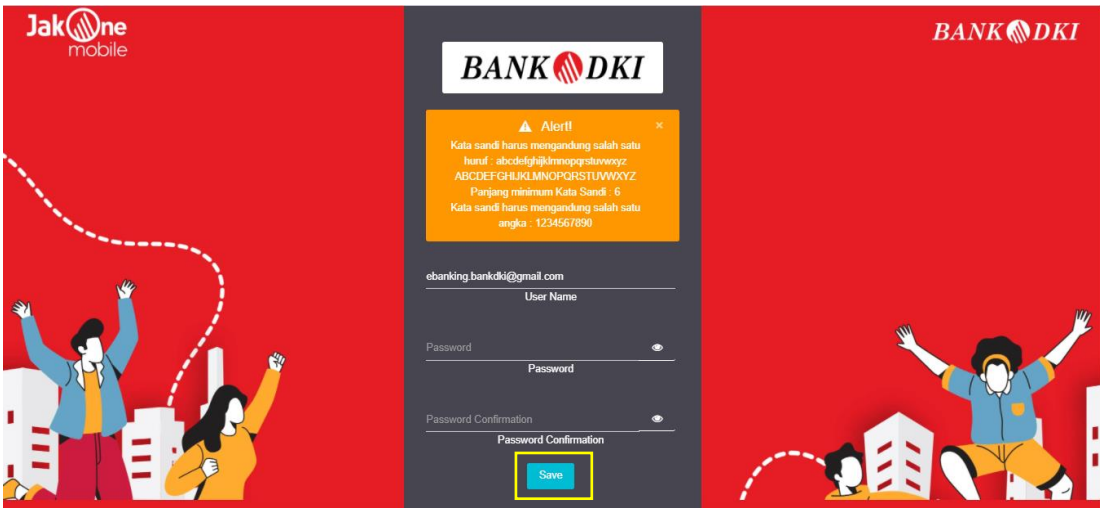 JakOne
mobile
BANK DKI
BANK DKI
Alert!
×
Kata sandi harus mengandung salah satu
huruf : abcdefghijklmnopqrstuvwxyz
ABCDEFGHIJKLMNOPQRSTUVWXYZ
Panjang minimum Kata Sandi : 6
Kata sandi harus mengandung salah satu
angka : 1234567890
ebanking.bankdki@gmail.com
User Name
Password
Password
Password Confirmation
Password Confirmation
Save